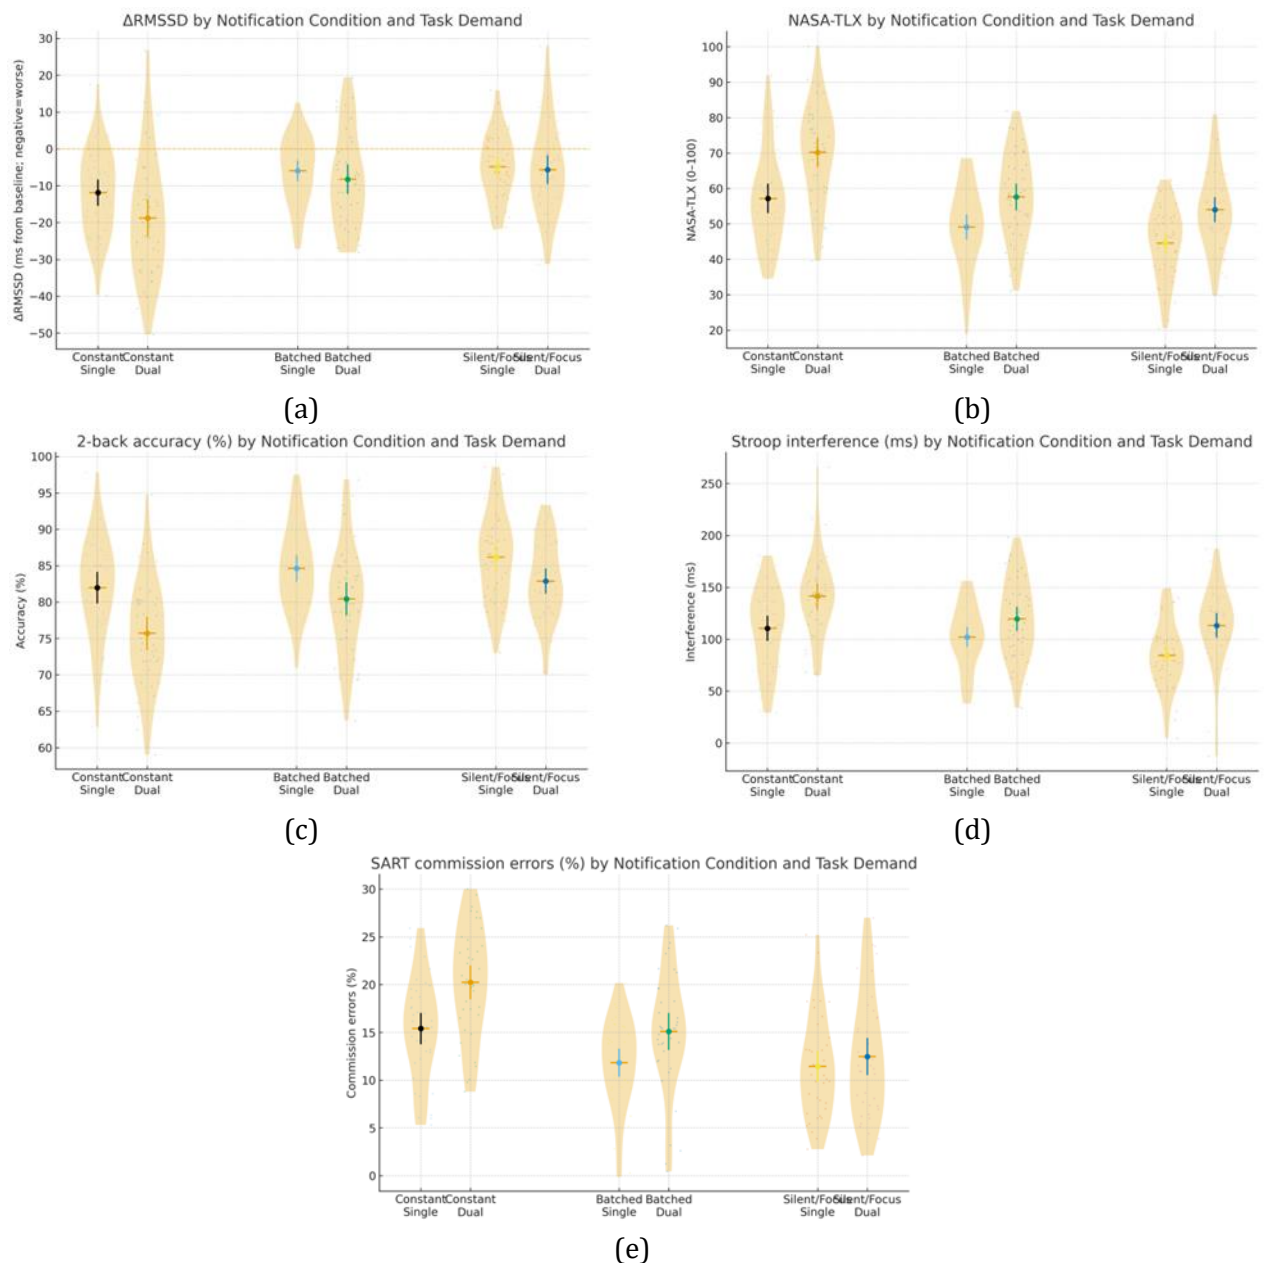 ΔRMSSD by Notification Condition and Task Demand
ΔRMSSD (ms from baseline; negative=worse)
30
20
10
0
−10
−20
−30
−40
−50
Constant Constant Batched Batched Silent/Focus Silent/Focus
Single Dual Single Dual Single Dual
(a)
NASA-TLX by Notification Condition and Task Demand
NASA-TLX (0–100)
100
90
80
70
60
50
40
30
20
Constant Constant Batched Batched Silent/Focus Silent/Focus
Single Dual Single Dual Single Dual
(b)
2-back accuracy (%) by Notification Condition and Task Demand
Accuracy (%)
100
95
90
85
80
75
70
65
60
Constant Constant Batched Batched Silent/Focus Silent/Focus
Single Dual Single Dual Single Dual
(c)
Stroop interference (ms) by Notification Condition and Task Demand
Interference (ms)
250
200
150
100
50
0
Constant Constant Batched Batched Silent/Focus Silent/Focus
Single Dual Single Dual Single Dual
(d)
SART commission errors (%) by Notification Condition and Task Demand
Commission errors (%)
30
25
20
15
10
5
0
Constant Constant Batched Batched Silent/Focus Silent/Focus
Single Dual Single Dual Single Dual
(e)